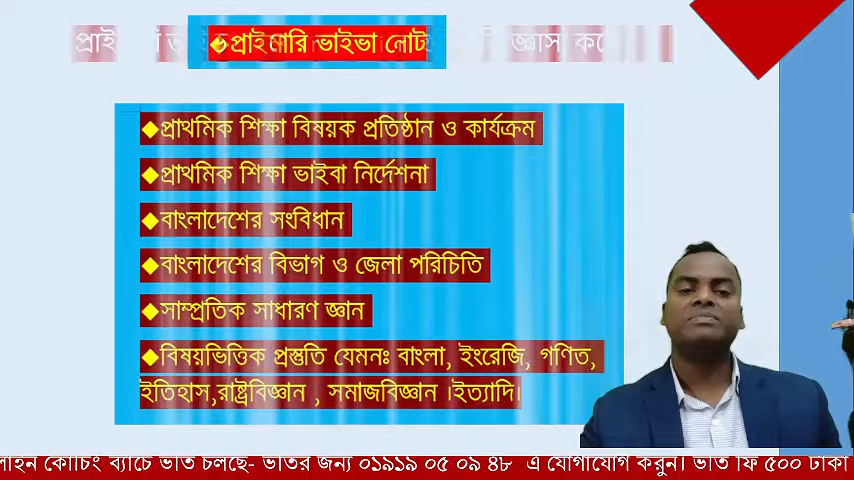 ◆প্রাইমারি ভাইভা নোট
◆প্রাথমিক শিক্ষা বিষয়ক প্রতিষ্ঠান ও কার্যক্রম
◆প্রাথমিক শিক্ষা ভাইবা নির্দেশনা
◆বাংলাদেশের সংবিধান
◆বাংলাদেশের বিভাগ ও জেলা পরিচিতি
◆সাম্প্রতিক সাধারণ জ্ঞান
◆বিষয়ভিত্তিক প্রস্তুতি যেমনঃ বাংলা, ইংরেজি, গণিত,
ইতিহাস,রাষ্ট্রবিজ্ঞান , সমাজবিজ্ঞান ।ইত্যাদি।
কোচিং ব্যাচে ভর্তি চলছে- ভর্তির জন্য ০১৯১৯ ০৫ ০৯ ৪৮ এ যোগাযোগ করুন। ভর্তি ফি ৫০০ টাকা